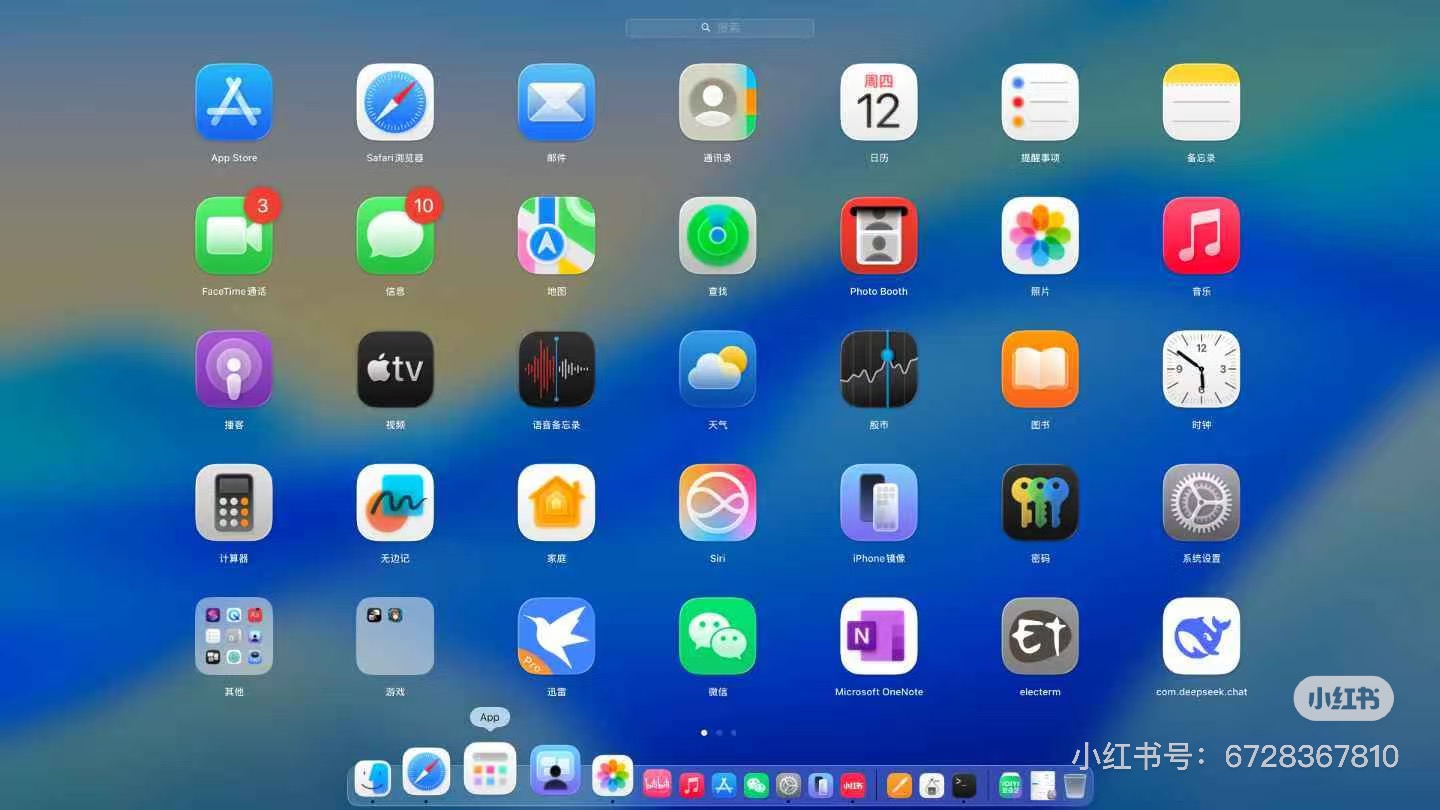 搜索
周四
12
App Store
Safari浏览器
邮件
通讯录
日历
提醒事项
备忘录
3
10
FaceTime通话
信息
地图
查找
Photo Booth
照片
音乐
tv
12
3
9
6
播客
视频
语音备忘录
天气
股市
图书
时钟
计算器
无边记
家庭
Siri
iPhone镜像
密码
系统设置
Pro
N
ET
其他
游戏
迅雷
微信
Microsoft OneNote
electerm
com.deepseek.chat
小红书
App
小红书号：6728367810
小红书